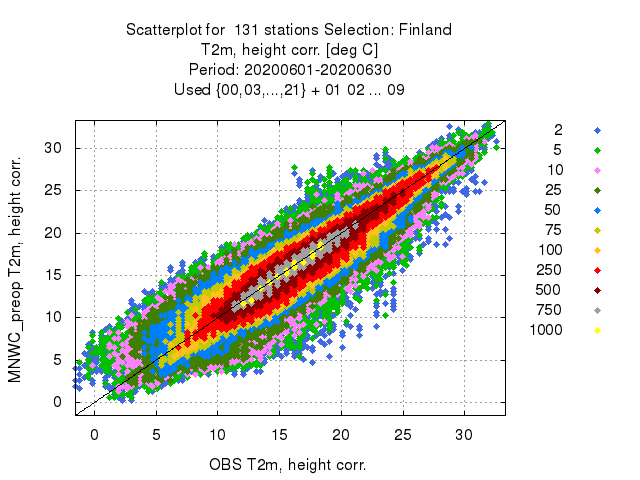 Scatterplot for  131 stations Selection: Finland
T2m, height corr. [deg C]
Period: 20200601-20200630
Used {00,03,...,21} + 01 02 ... 09
MNWC_preop T2m, height corr.
30
25
20
15
10
5
0
0 5 10 15 20 25 30
OBS T2m, height corr.
2
5
10
25
50
75
100
250
500
750
1000